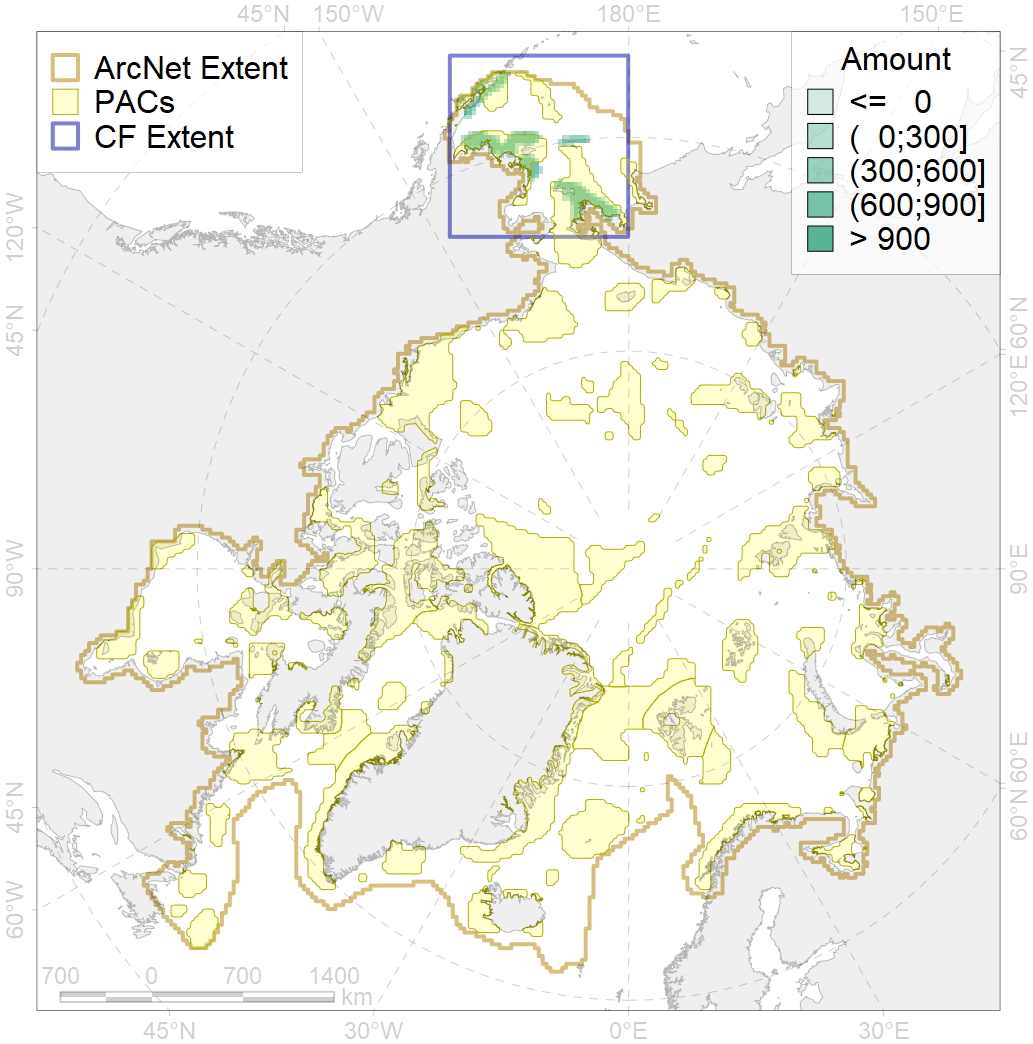 45°N 150°W 180°E 150°E
ArcNet Extent
PACs
CF Extent
Amount
<= 0
( 0;300]
(300;600]
(600;900]
> 900
45°N
120°W
45°N
90°W
45°N
60°W
60°N
120°E
90°E
60°E
60°N
700 0 700 1400
km
45°W 30°W 0°E 30°E